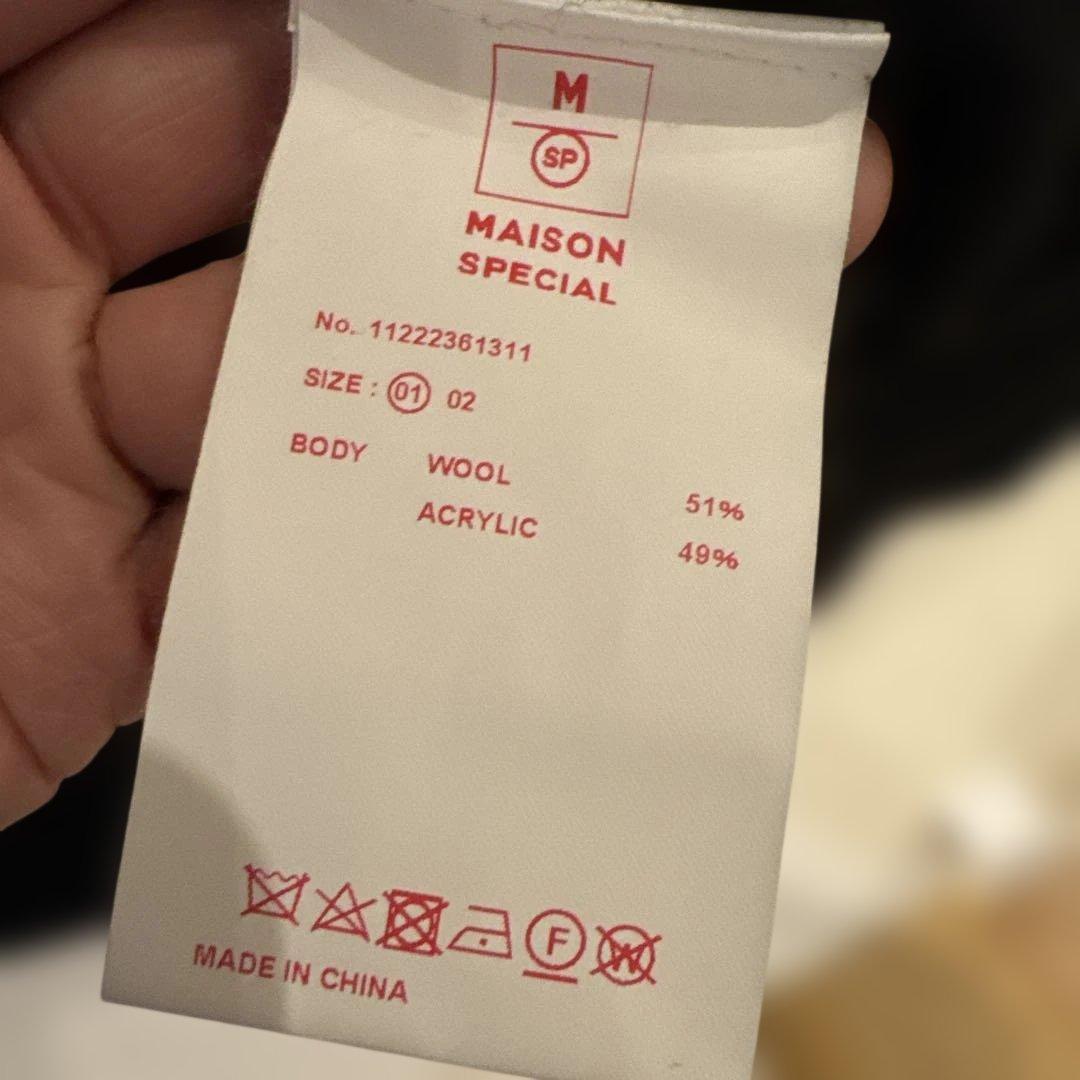 M
SP
MAISON
SPECIAL
No. 11222361311
SIZE : 01 02
BODY WOOL 51%
ACRYLIC 49%
F W
MADE IN CHINA